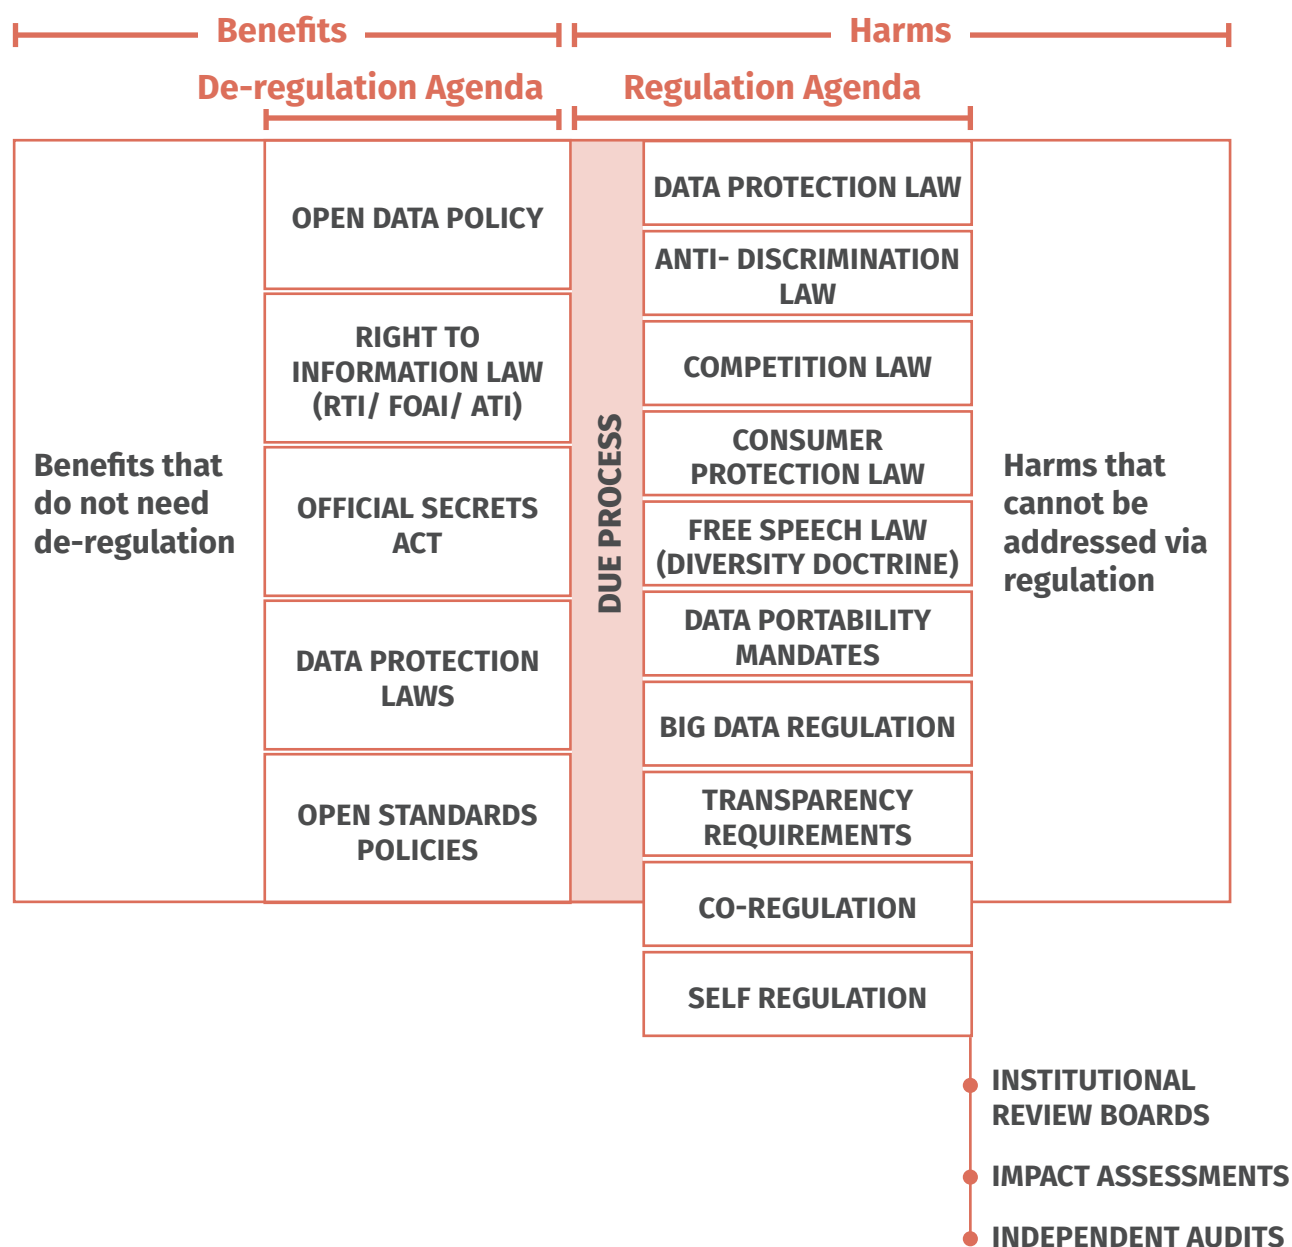 Benefits
Harms
De-regulation Agenda
Regulation Agenda
Benefits that
do not need
de-regulation
OPEN DATA POLICY
RIGHT TO
INFORMATION LAW
(RTI/ FOAI/ ATI)
OFFICIAL SECRETS
ACT
DATA PROTECTION
LAWS
OPEN STANDARDS
POLICIES
DUE PROCESS
DATA PROTECTION LAW
ANTI- DISCRIMINATION
LAW
COMPETITION LAW
CONSUMER
PROTECTION LAW
FREE SPEECH LAW
(DIVERSITY DOCTRINE)
DATA PORTABILITY
MANDATES
BIG DATA REGULATION
TRANSPARENCY
REQUIREMENTS
CO-REGULATION
SELF REGULATION
Harms that
cannot be
addressed via
regulation
INSTITUTIONAL
REVIEW BOARDS
IMPACT ASSESSMENTS
INDEPENDENT AUDITS